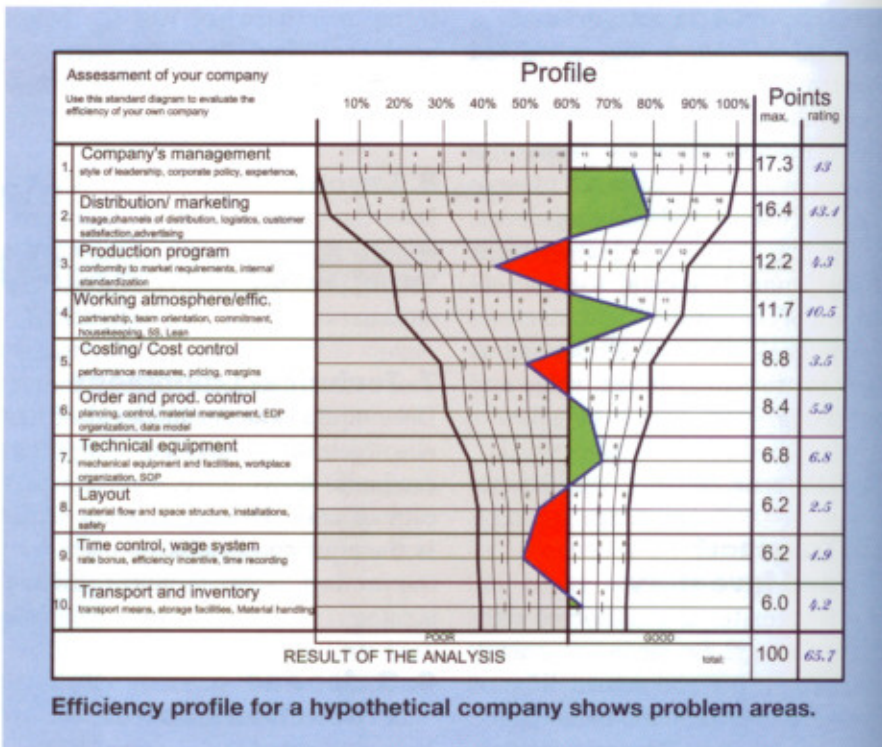 Assessment of your company
Profile
Use this standard diagram to evaluate the
efficiency of your own company
10% 20% 30% 40% 50% 60% 70% 80% 90% 100%
Points
max. rating
1. Company's management
style of leadership, corporate policy, experience,
17.3 13
2. Distribution/ marketing
Image,channels of distribution, logistics, customer
satisfaction,advertising
16.4 13.1
3. Production program
conformity to market requirements, internal
standardization
12.2 4.3
4. Working atmosphere/effic.
partnership, team orientation, commitment,
housekeeping, 5S, Lean
11.7 10.5
5. Costing/ Cost control
performance measures, pricing, margins
8.8 3.5
6. Order and prod. control
planning, control, material management, EDP
organization, data model
8.4 5.9
7. Technical equipment
mechanical equipment and facilities, workplace
organization, SOP
6.8 6.8
8. Layout
material flow and space structure, installations,
safety
6.2 2.5
9. Time control, wage system
rate bonus, efficiency incentive, time recording
6.2 1.9
10. Transport and inventory
transport means, storage facilities, Material handling
6.0 4.2
POOR GOOD
RESULT OF THE ANALYSIS total: 100 65.7
Efficiency profile for a hypothetical company shows problem areas.